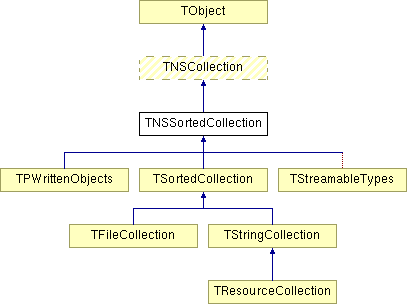 TObject
TNSCollection
TNSSortedCollection
TPWrittenObjects
TSortedCollection
TStreamableTypes
TFileCollection
TStringCollection
TResourceCollection